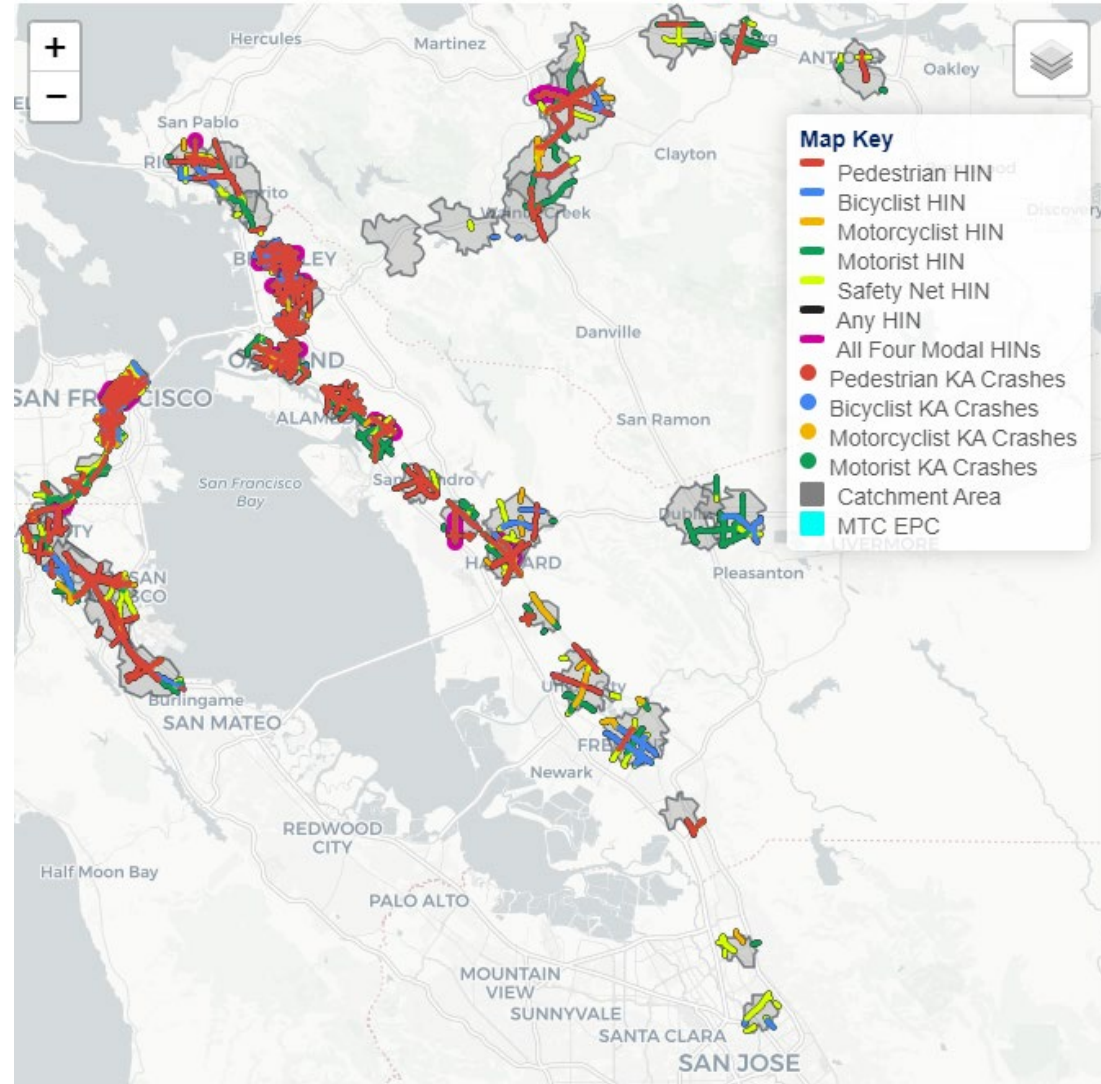 +
−
Hercules
Martinez
Oakley
San Pablo
Clayton
Map Key
Pedestrian HIN
Bicyclist HIN
Motorcyclist HIN
Motorist HIN
Safety Net HIN
Any HIN
All Four Modal HINs
Pedestrian KA Crashes
Bicyclist KA Crashes
Motorcyclist KA Crashes
Motorist KA Crashes
Catchment Area
MTC EPC
Danville
San Ramon
San Francisco
Bay
LIVERMORE
Pleasanton
Burlingame
SAN MATEO
Newark
REDWOOD
CITY
Half Moon Bay
PALO ALTO
MOUNTAIN
VIEW
SUNNYVALE
SANTA CLARA
SAN JOSE